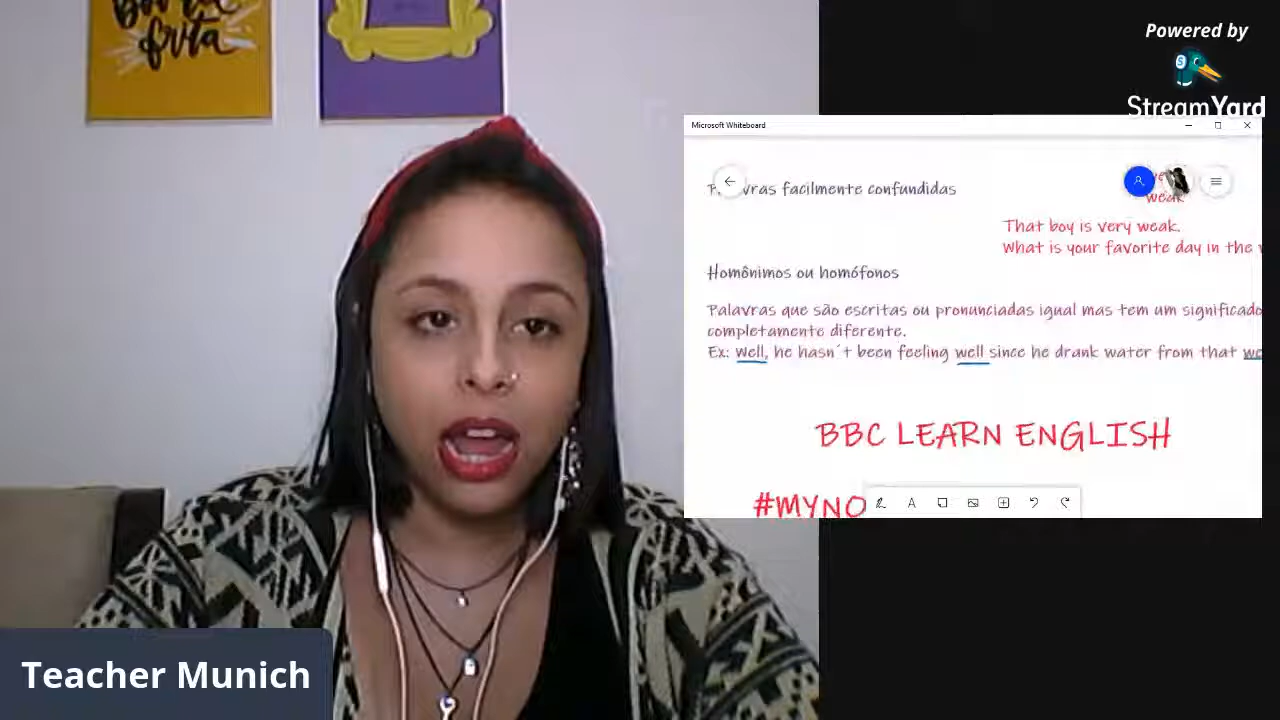 frita
Powered by
StreamYard
Microsoft Whiteboard
facilmente confundidas
weak
That boy is very weak.
What is your favorite day in the
Homônimos ou homófonos
Palavras que são escritas ou pronunciadas igual mas tem um significado
completamente diferente.
Ex: Well, he hasn´t been feeling well since he drank water from that
BBC LEARN ENGLISH
#MYNO
A
Teacher Munich